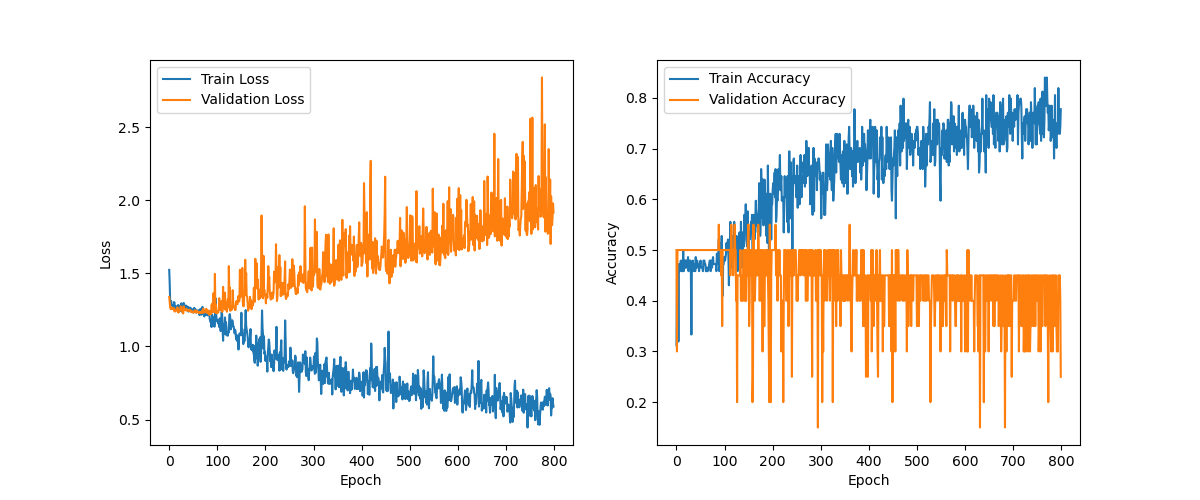 Train Loss
Validation Loss
2.5
2.0
1.5
1.0
0.5
Loss
0 100 200 300 400 500 600 700 800
Epoch
Train Accuracy
Validation Accuracy
0.8
0.7
0.6
0.5
0.4
0.3
0.2
Accuracy
0 100 200 300 400 500 600 700 800
Epoch